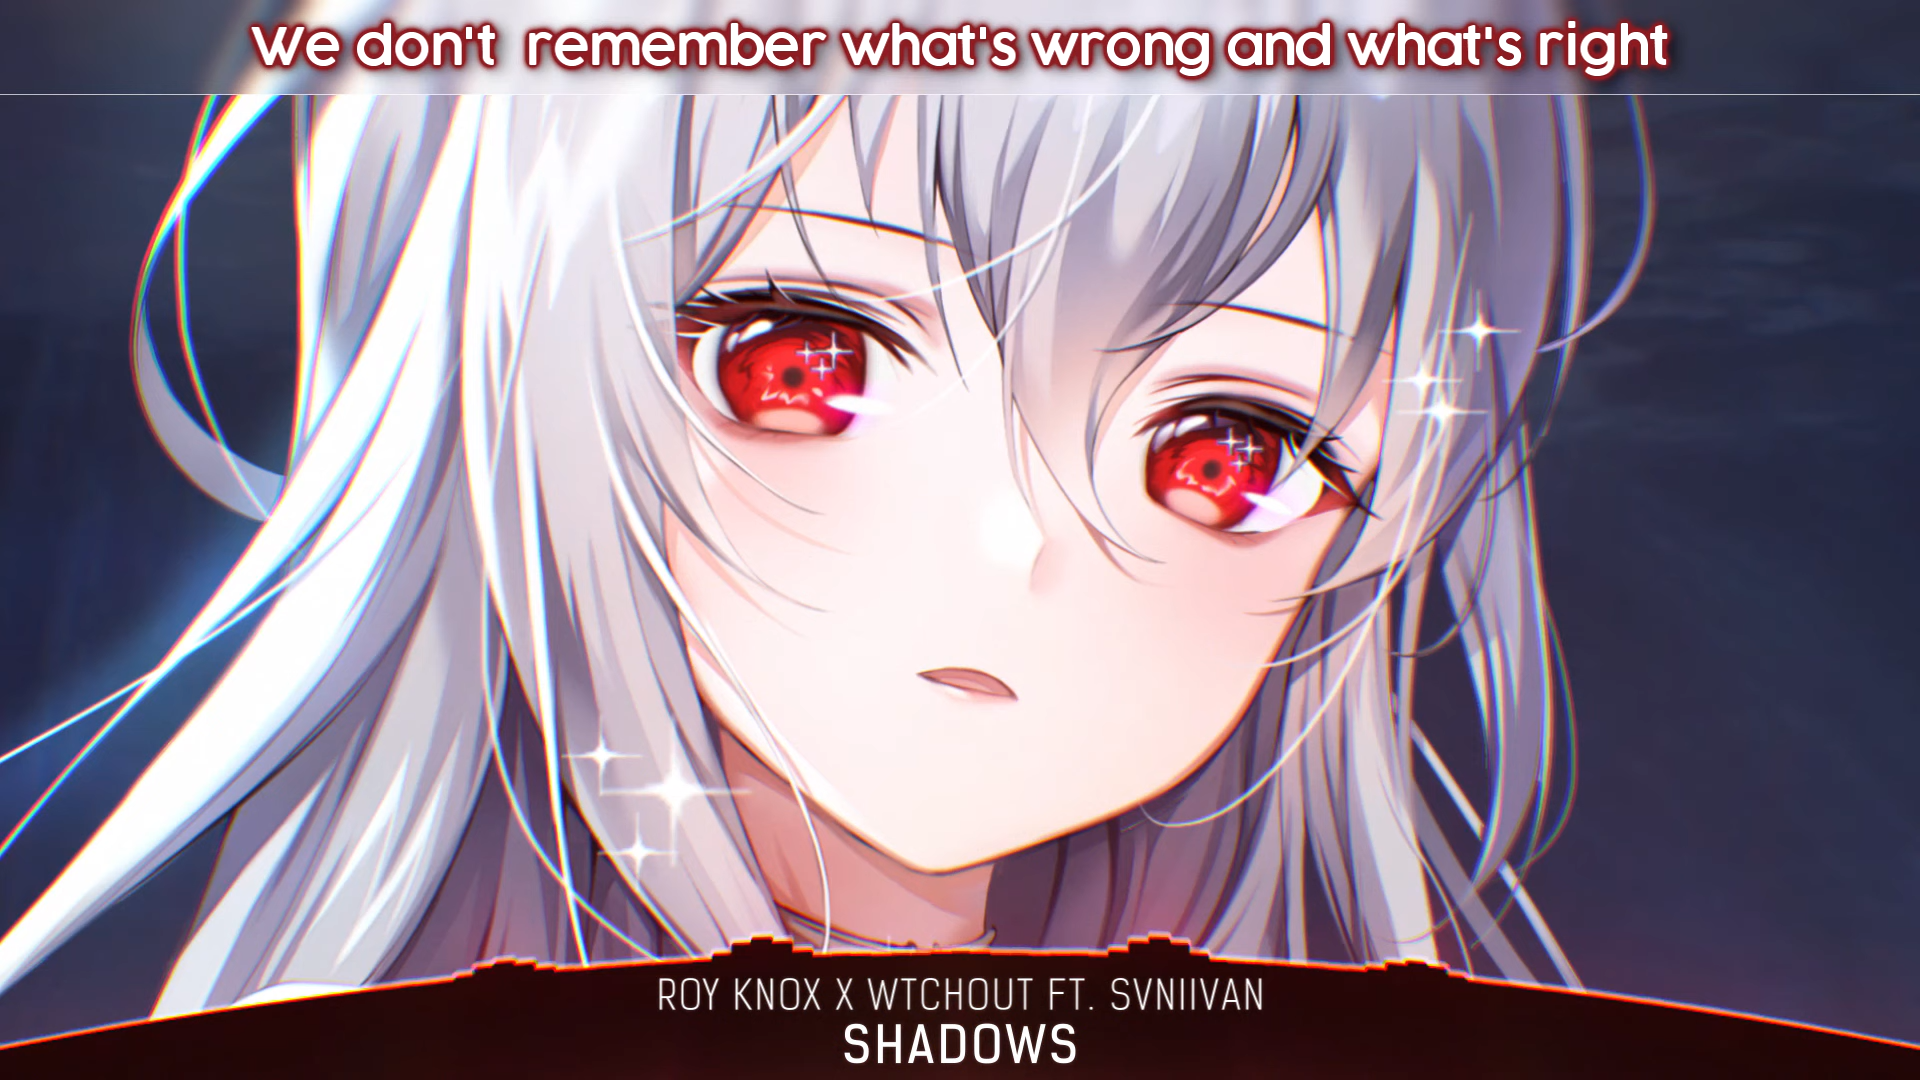 We don't  remember what's wrong and what's right
ROY KNOX X WTCHOUT FT. SVNIIVAN
SHADOWS